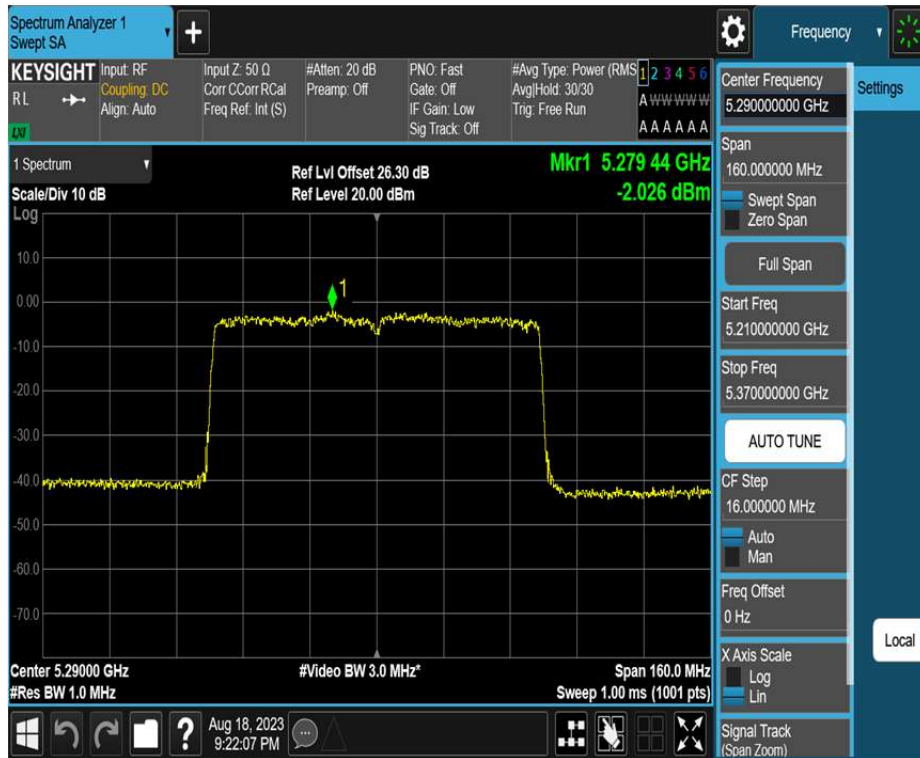 Spectrum Analyzer 1
Swept SA
+
Frequency
KEYSIGHT
R L
LXI
Input: RF
Coupling: DC
Align: Auto
Input Z: 50 Ω
Corr CCorr RCal
Freq Ref: Int (S)
#Atten: 20 dB
Preamp: Off
PNO: Fast
Gate: Off
IF Gain: Low
Sig Track: Off
#Avg Type: Power (RMS
Avg|Hold: 30/30
Trig: Free Run
1 2 3 4 5 6
A W W W W W
A A A A A A
Center Frequency
5.290000000 GHz
Settings
1 Spectrum
Scale/Div 10 dB
Ref Lvl Offset 26.30 dB
Ref Level 20.00 dBm
Mkr1 5.279 44 GHz
-2.026 dBm
Log
10.0
0.00
-10.0
-20.0
-30.0
-40.0
-50.0
-60.0
-70.0
1
Span
160.000000 MHz
Swept Span
Zero Span
Full Span
Start Freq
5.210000000 GHz
Stop Freq
5.370000000 GHz
AUTO TUNE
CF Step
16.000000 MHz
Auto
Man
Freq Offset
0 Hz
X Axis Scale
Log
Lin
Local
Signal Track
(Span Zoom)
Center 5.29000 GHz
#Res BW 1.0 MHz
#Video BW 3.0 MHz*
Span 160.0 MHz
Sweep 1.00 ms (1001 pts)
?
Aug 18, 2023
9:22:07 PM